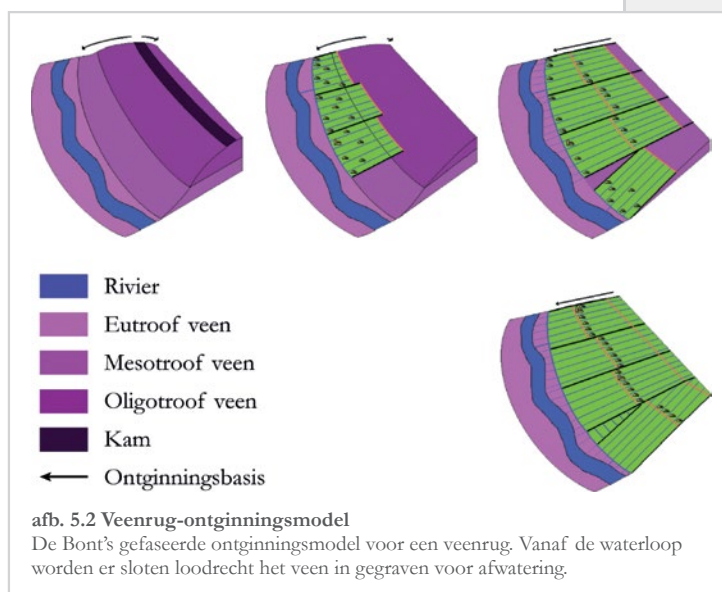 Rivier
Eutroof veen
Mesotroof veen
Oligotroof veen
Kam
Ontginningsbasis
afb. 5.2 Veenrug-ontginningsmodel
De Bont's gefaseerde ontginningsmodel voor een veenrug. Vanaf de waterloop
worden er sloten loodrecht het veen in gegraven voor afwatering.